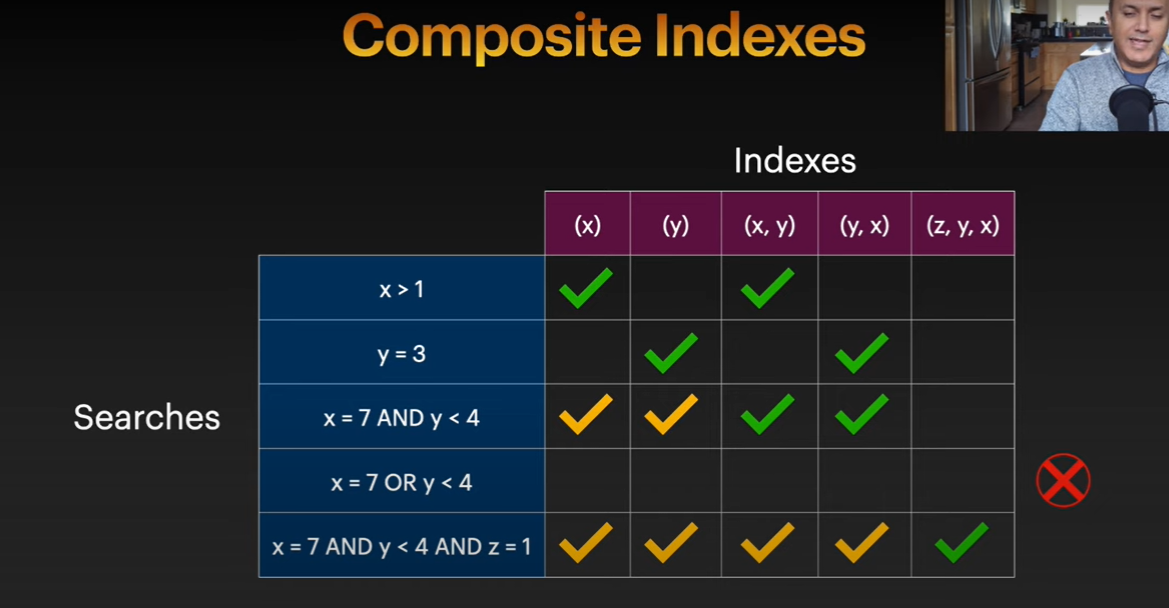 Composite Indexes
Indexes
(x) (y) (x, y) (y, x) (z, y, x)
x > 1
y = 3
Searches
x = 7 AND y < 4
x = 7 OR y < 4
x = 7 AND y < 4 AND z = 1